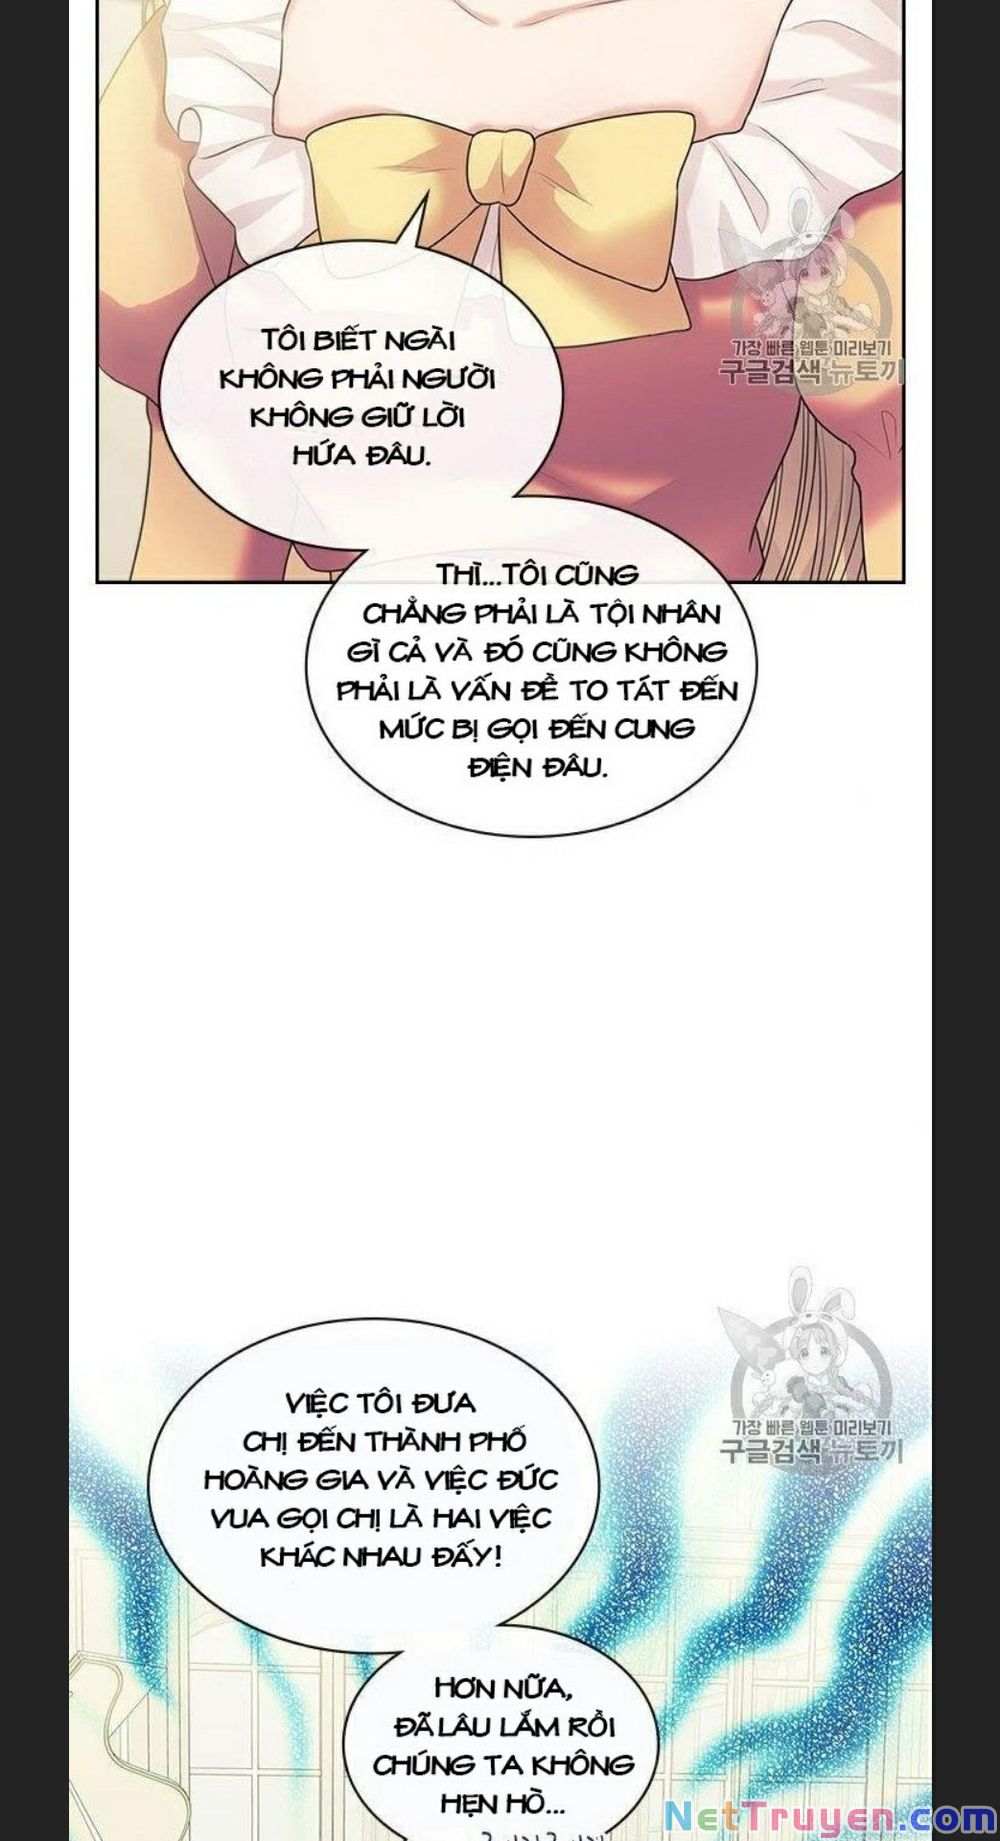 TÔI BIẾT NGÀI
KHÔNG PHẢI NGƯỜI
KHÔNG GIỮ LỜI
HỨA ĐÂU.
가장 빠른 웹툰 미리보기
구글검색 뉴토끼
THÌ...TÔI CŨNG
CHẲNG PHẢI LÀ TỘI NHÂN
GÌ CẢ VÀ ĐÓ CŨNG KHÔNG
PHẢI LÀ VẤN ĐỀ TO TÁT ĐẾN
MỨC BỊ GỌI ĐẾN CUNG
ĐIỆN ĐÂU.
VIỆC TÔI ĐƯA
CHỊ ĐẾN THÀNH PHỐ
HOÀNG GIA VÀ VIỆC ĐỨC
VUA GỌI CHỊ LÀ HAI VIỆC
KHÁC NHAU ĐẤY!
가장 빠른 웹툰 미리보기
구글검색 뉴토끼
HƠN NỮA,
ĐÃ LÂU LẮM RỒI
CHÚNG TA KHÔNG
HẸN HÒ...
NetTruyen.com